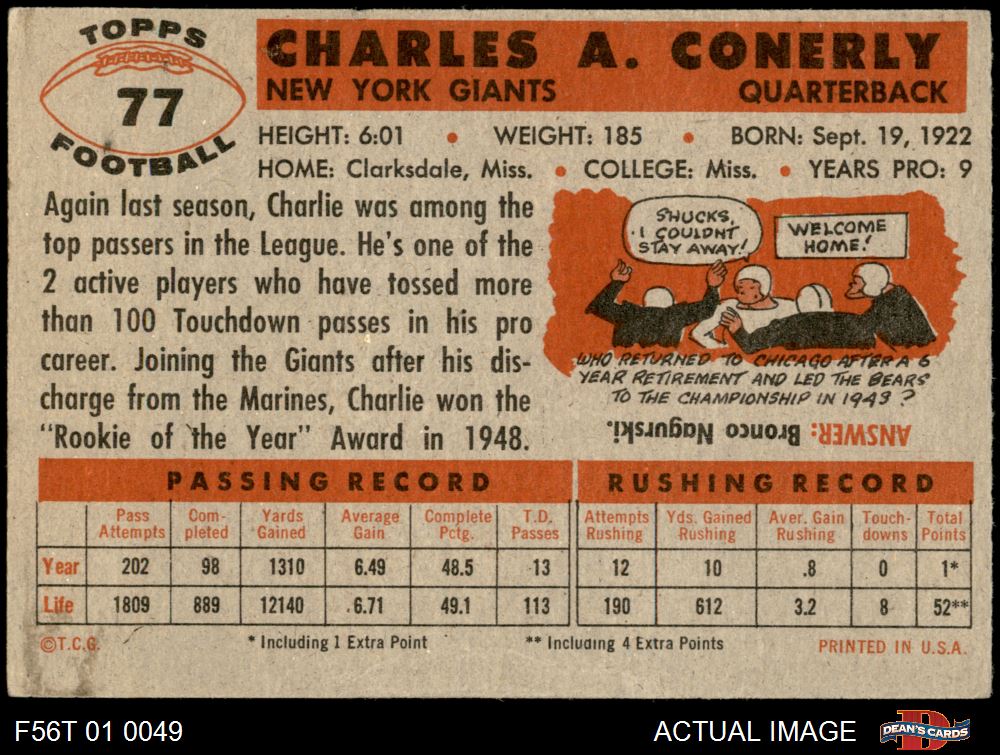 TOPPS
77
FOOTBALL
CHARLES A. CONERLY
NEW YORK GIANTS QUARTERBACK
HEIGHT: 6:01 • WEIGHT: 185 • BORN: Sept. 19, 1922
HOME: Clarksdale, Miss. • COLLEGE: Miss. • YEARS PRO: 9
Again last season, Charlie was among the
top passers in the League. He's one of the
2 active players who have tossed more
than 100 Touchdown passes in his pro
career. Joining the Giants after his dis-
charge from the Marines, Charlie won the
"Rookie of the Year" Award in 1948.
SHUCKS,
I COULDNT
STAY AWAY!
WELCOME
HOME!
WHO RETURNED TO CHICAGO AFTER A 6
YEAR RETIREMENT AND LED THE BEARS
TO THE CHAMPIONSHIP IN 1943?
ANSWER: Bronco Nagurski.
PASSING RECORD
Pass Attempts Com-pleted Yards Gained Average Gain Complete Pctg. T.D. Passes
Year 202 98 1310 6.49 48.5 13
Life 1809 889 12140 6.71 49.1 113
RUSHING RECORD
Attempts Rushing Yds. Gained Rushing Aver. Gain Rushing Touch-downs Total Points
12 10 .8 0 1*
190 612 3.2 8 52**
©T.C.G. * Including 1 Extra Point ** Including 4 Extra Points PRINTED IN U.S.A.
F56T 01 0049 ACTUAL IMAGE D DEAN'S CARDS